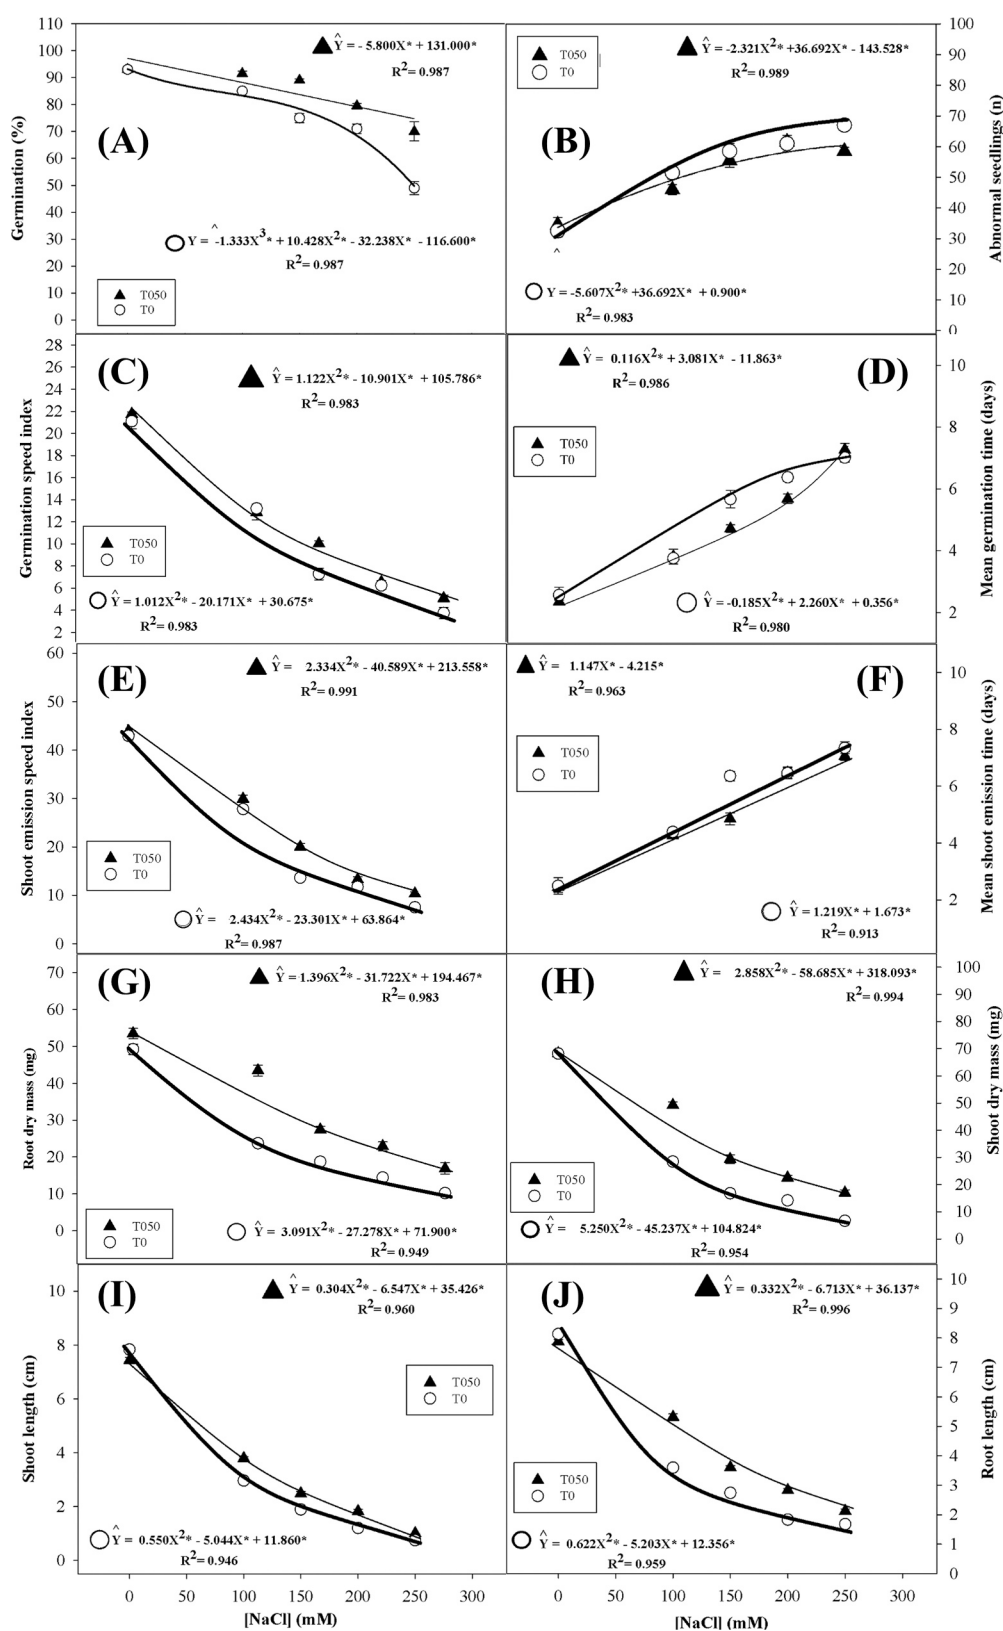 (A)
Germination (%)
110
100
90
80
70
60
50
40
30
20
10
0
Ŷ = - 5.800X* + 131.000*
R2= 0.987
^
Y = -1.333X3* + 10.428X2* - 32.238X* - 116.600*
R2= 0.987
T050
T0
(B)
Abnormal seedlings (n)
100
90
80
70
60
50
40
30
20
10
0
T050
T0
Ŷ = -2.321X2* +36.692X* - 143.528*
R2= 0.989
^
Y = -5.607X2* +36.692X* + 0.900*
R2= 0.983
(C)
Germination speed index
28
26
24
22
20
18
16
14
12
10
8
6
4
2
Ŷ = 1.122X2* - 10.901X* + 105.786*
R2= 0.983
T050
T0
Ŷ = 1.012X2* - 20.171X* + 30.675*
R2= 0.983
(D)
Mean germination time (days)
10
8
6
4
2
Ŷ = 0.116X2* + 3.081X* - 11.863*
R2= 0.986
T050
T0
Ŷ = -0.185X2* + 2.260X* + 0.356*
R2= 0.980
(E)
Shoot emission speed index
60
50
40
30
20
10
0
Ŷ = 2.334X2* - 40.589X* + 213.558*
R2= 0.991
T050
T0
Ŷ = 2.434X2* - 23.301X* + 63.864*
R2= 0.987
(F)
Mean shoot emission time (days)
10
8
6
4
2
Ŷ = 1.147X* - 4.215*
R2= 0.963
T050
T0
Ŷ = 1.219X* + 1.673*
R2= 0.913
(G)
Root dry mass (mg)
70
60
50
40
30
20
10
0
Ŷ = 1.396X2* - 31.722X* + 194.467*
R2= 0.983
T050
T0
Ŷ = 3.091X2* - 27.278X* + 71.900*
R2= 0.949
(H)
Shoot dry mass (mg)
100
90
80
70
60
50
40
30
20
10
0
Ŷ = 2.858X2* - 58.685X* + 318.093*
R2= 0.994
T050
T0
Ŷ = 5.250X2* - 45.237X* + 104.824*
R2= 0.954
(I)
Shoot length (cm)
10
8
6
4
2
0
Ŷ = 0.304X2* - 6.547X* + 35.426*
R2= 0.960
T050
T0
Ŷ = 0.550X2* - 5.044X* + 11.860*
R2= 0.946
0 50 100 150 200 250 300
[NaCl] (mM)
(J)
Root length (cm)
10
9
8
7
6
5
4
3
2
1
0
Ŷ = 0.332X2* - 6.713X* + 36.137*
R2= 0.996
T050
T0
Ŷ = 0.622X2* - 5.203X* + 12.356*
R2= 0.959
0 50 100 150 200 250 300
[NaCl] (mM)